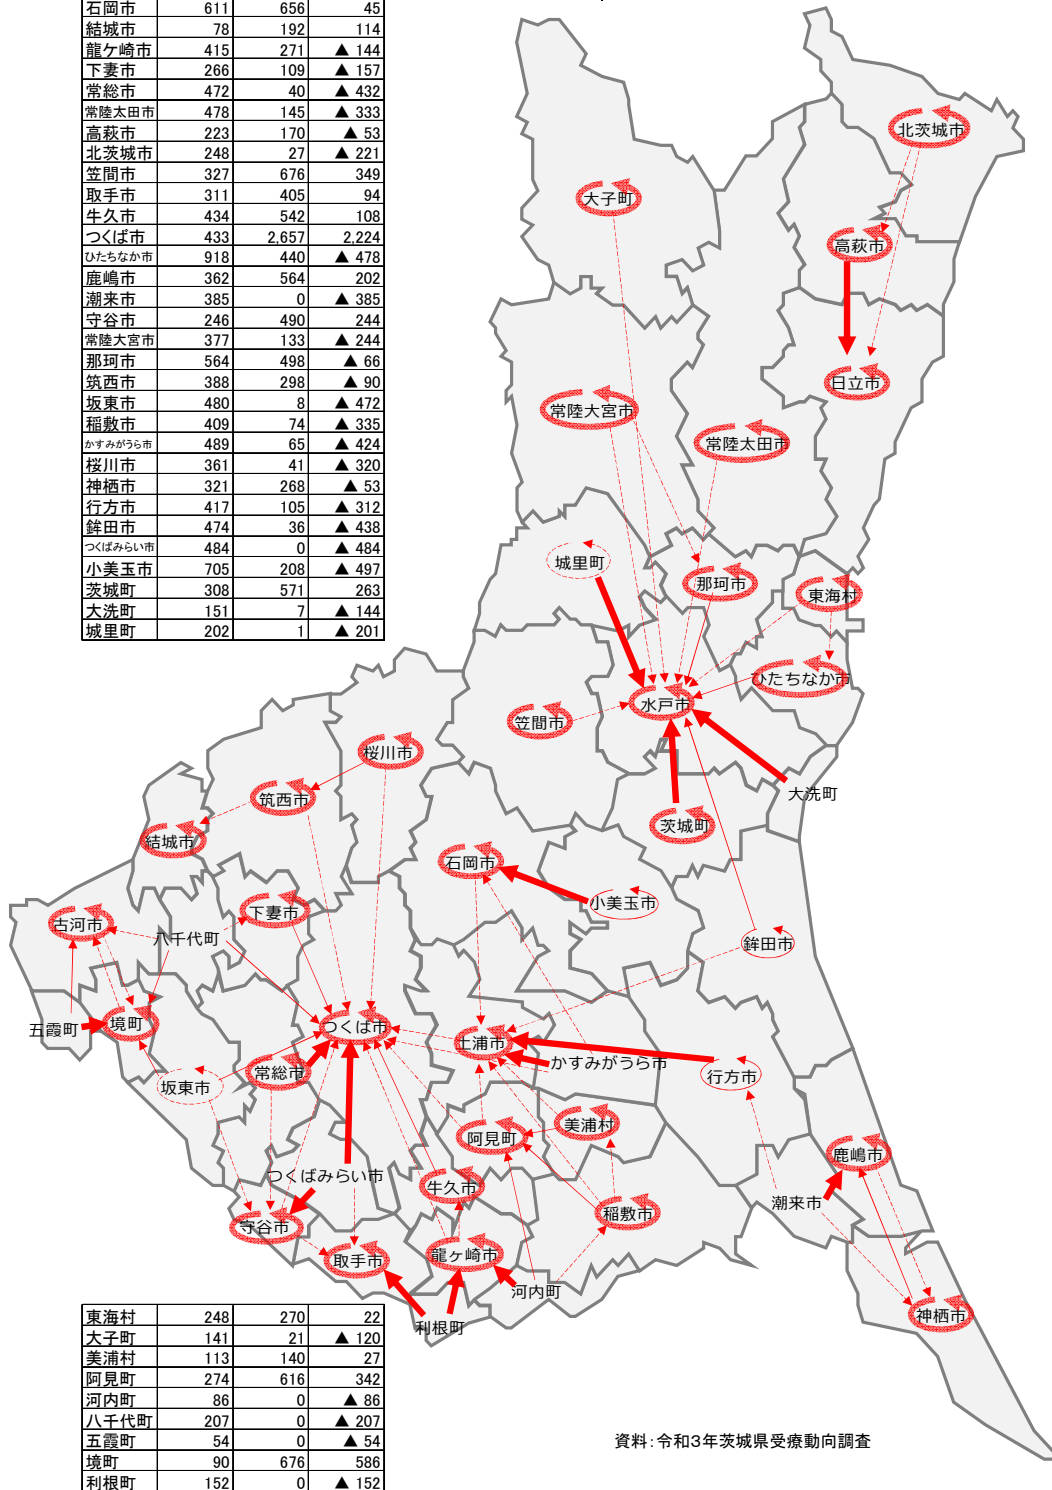 石岡市 611 656 45
結城市 78 192 114
龍ケ崎市 415 271 ▲ 144
下妻市 266 109 ▲ 157
常総市 472 40 ▲ 432
常陸太田市 478 145 ▲ 333
高萩市 223 170 ▲ 53
北茨城市 248 27 ▲ 221
笠間市 327 676 349
取手市 311 405 94
牛久市 434 542 108
つくば市 433 2,657 2,224
ひたちなか市 918 440 ▲ 478
鹿嶋市 362 564 202
潮来市 385 0 ▲ 385
守谷市 246 490 244
常陸大宮市 377 133 ▲ 244
那珂市 564 498 ▲ 66
筑西市 388 298 ▲ 90
坂東市 480 8 ▲ 472
稲敷市 409 74 ▲ 335
かすみがうら市 489 65 ▲ 424
桜川市 361 41 ▲ 320
神栖市 321 268 ▲ 53
行方市 417 105 ▲ 312
鉾田市 474 36 ▲ 438
つくばみらい市 484 0 ▲ 484
小美玉市 705 208 ▲ 497
茨城町 308 571 263
大洗町 151 7 ▲ 144
城里町 202 1 ▲ 201
北茨城市
大子町
高萩市
日立市
常陸大宮市
常陸太田市
城里町
那珂市
東海村
ひたちなか市
水戸市
笠間市
桜川市
大洗町
筑西市
茨城町
結城市
石岡市
小美玉市
下妻市
古河市
八千代町
鉾田市
五霞町
境町
つくば市
土浦市
かすみがうら市
常総市
行方市
坂東市
美浦村
阿見町
鹿嶋市
つくばみらい市
牛久市
潮来市
稲敷市
守谷市
取手市
龍ヶ崎市
河内町
利根町
神栖市
東海村 248 270 22
大子町 141 21 ▲ 120
美浦村 113 140 27
阿見町 274 616 342
河内町 86 0 ▲ 86
八千代町 207 0 ▲ 207
五霞町 54 0 ▲ 54
境町 90 676 586
利根町 152 0 ▲ 152
資料：令和3年茨城県受療動向調査